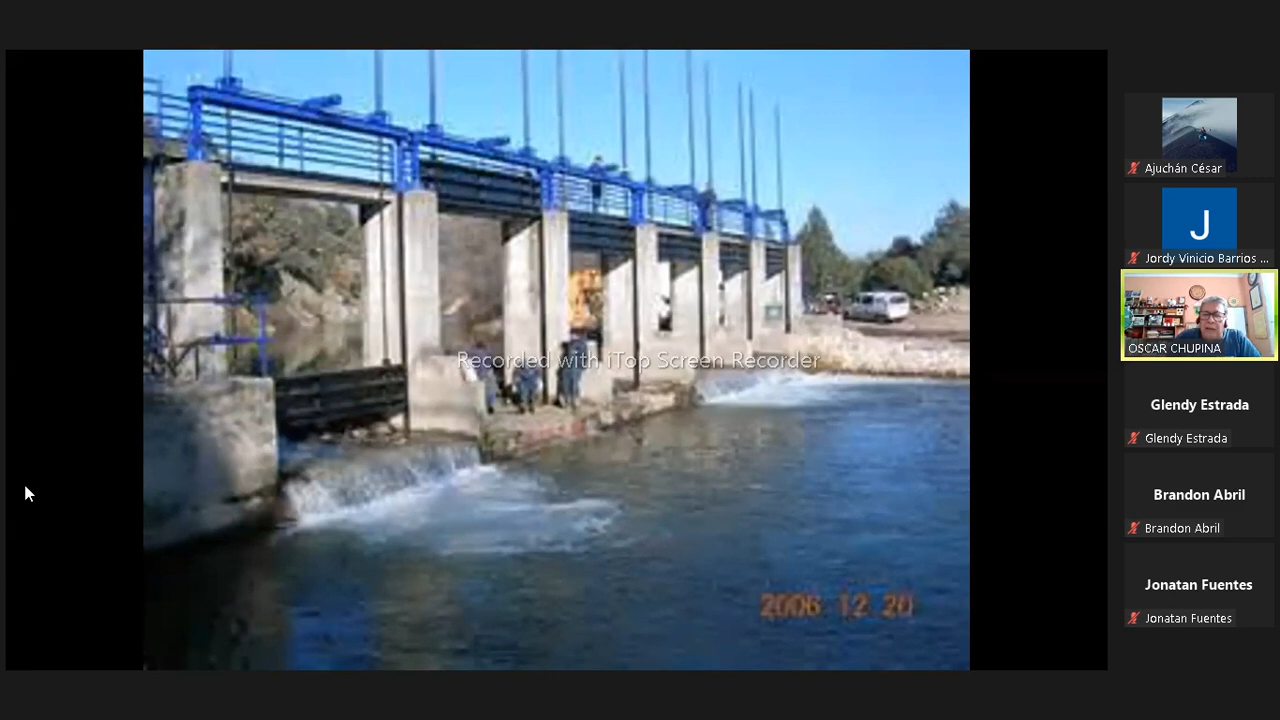 Recorded with iTop Screen Recorder
2006 12 20
Ajuchán César
J
Jordy Vinicio Barrios ...
OSCAR CHUPINA
Glendy Estrada
Glendy Estrada
Brandon Abril
Brandon Abril
Jonatan Fuentes
Jonatan Fuentes